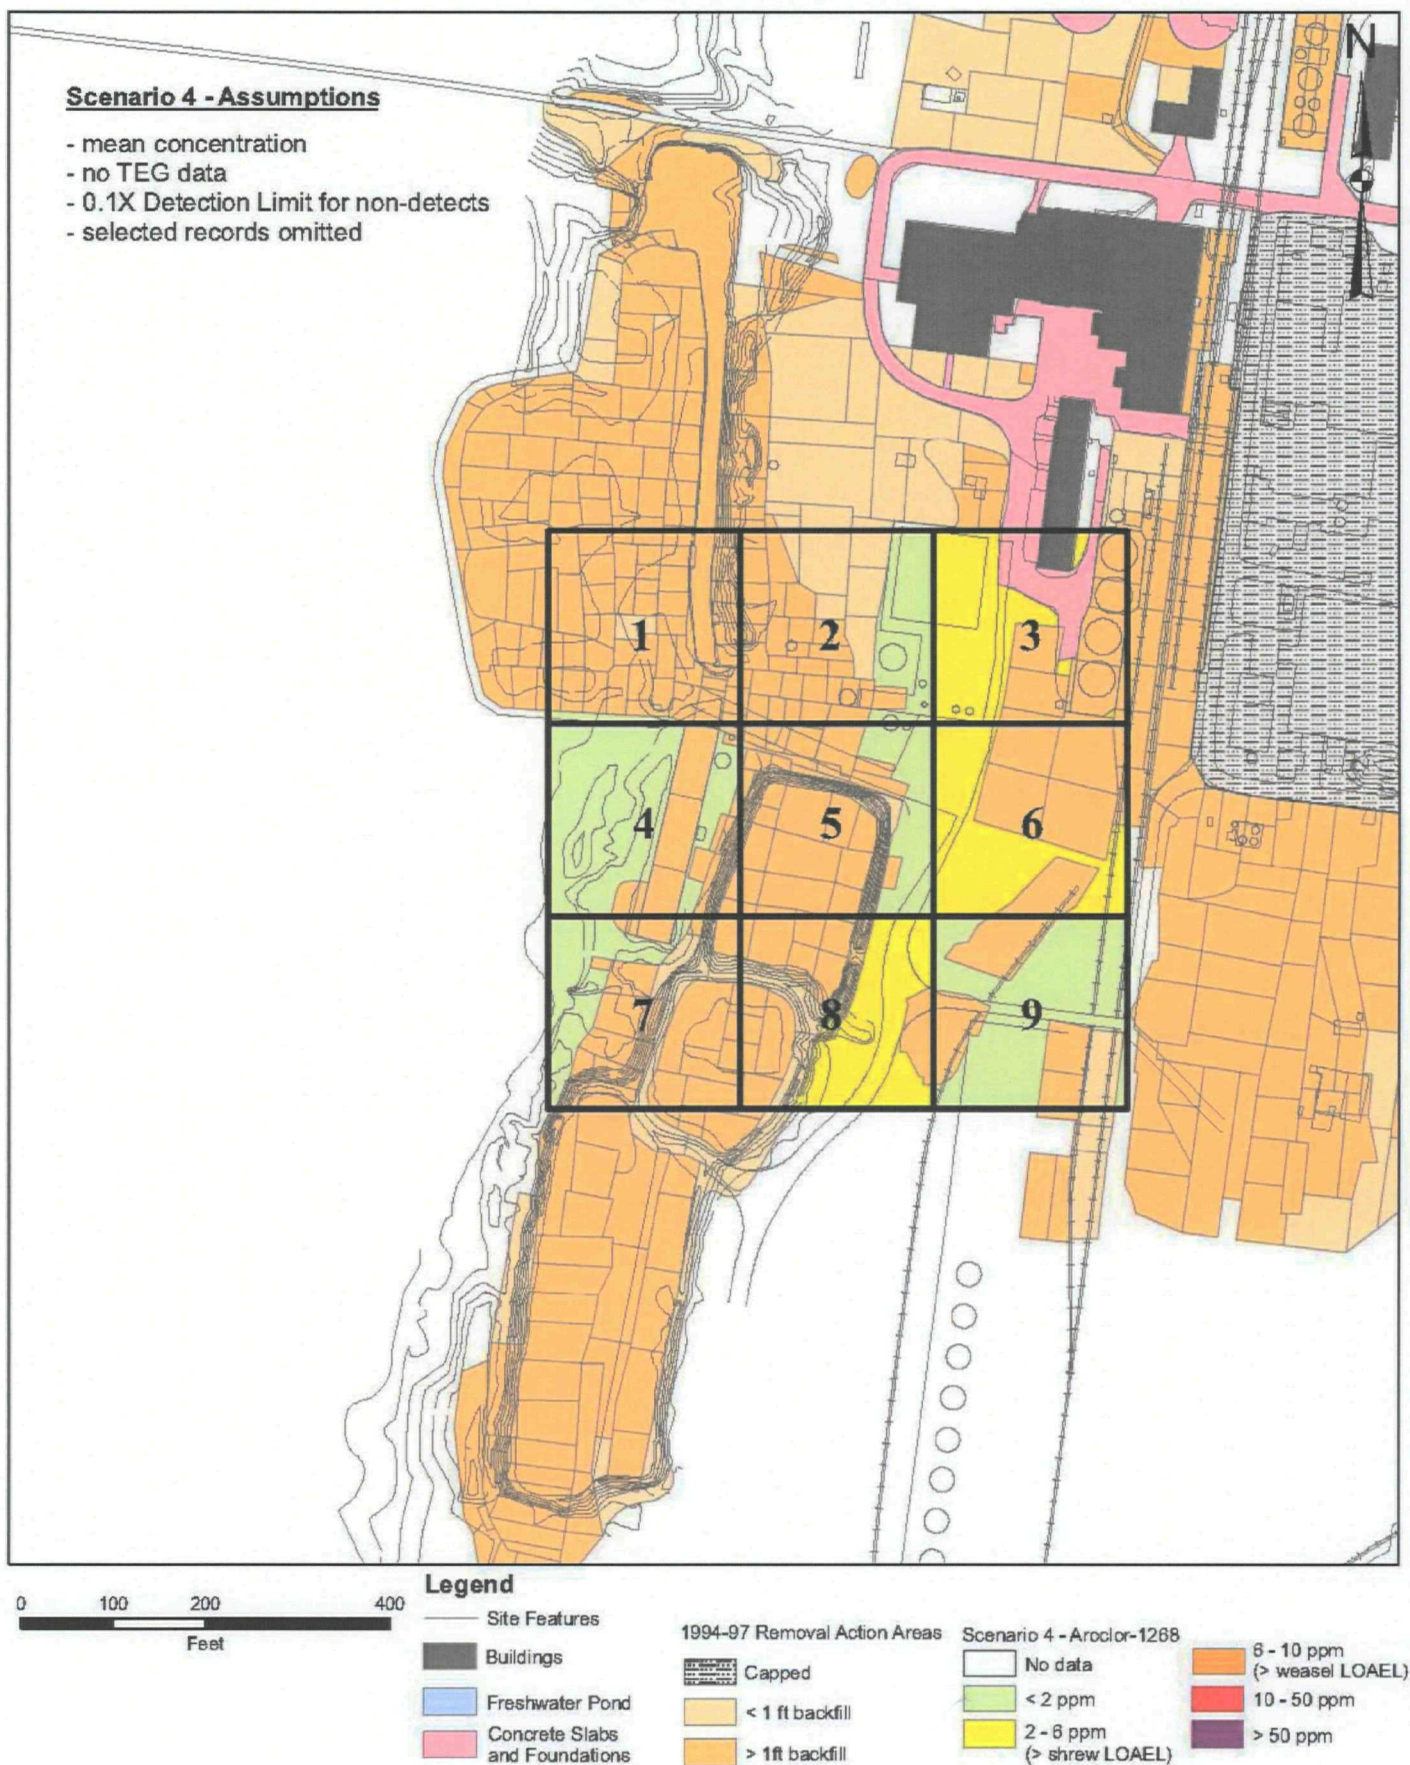 Scenario 4 - Assumptions
- mean concentration
- no TEG data
- 0.1X Detection Limit for non-detects
- selected records omitted
N
1
2
3
4
5
6
7
8
9
0 100 200 400
Feet
Legend
Site Features
Buildings
Freshwater Pond
Concrete Slabs
and Foundations
1994-97 Removal Action Areas
Capped
< 1 ft backfill
> 1ft backfill
Scenario 4 - Aroclor-1268
No data
< 2 ppm
2 - 6 ppm
(> shrew LOAEL)
6 - 10 ppm
(> weasel LOAEL)
10 - 50 ppm
> 50 ppm